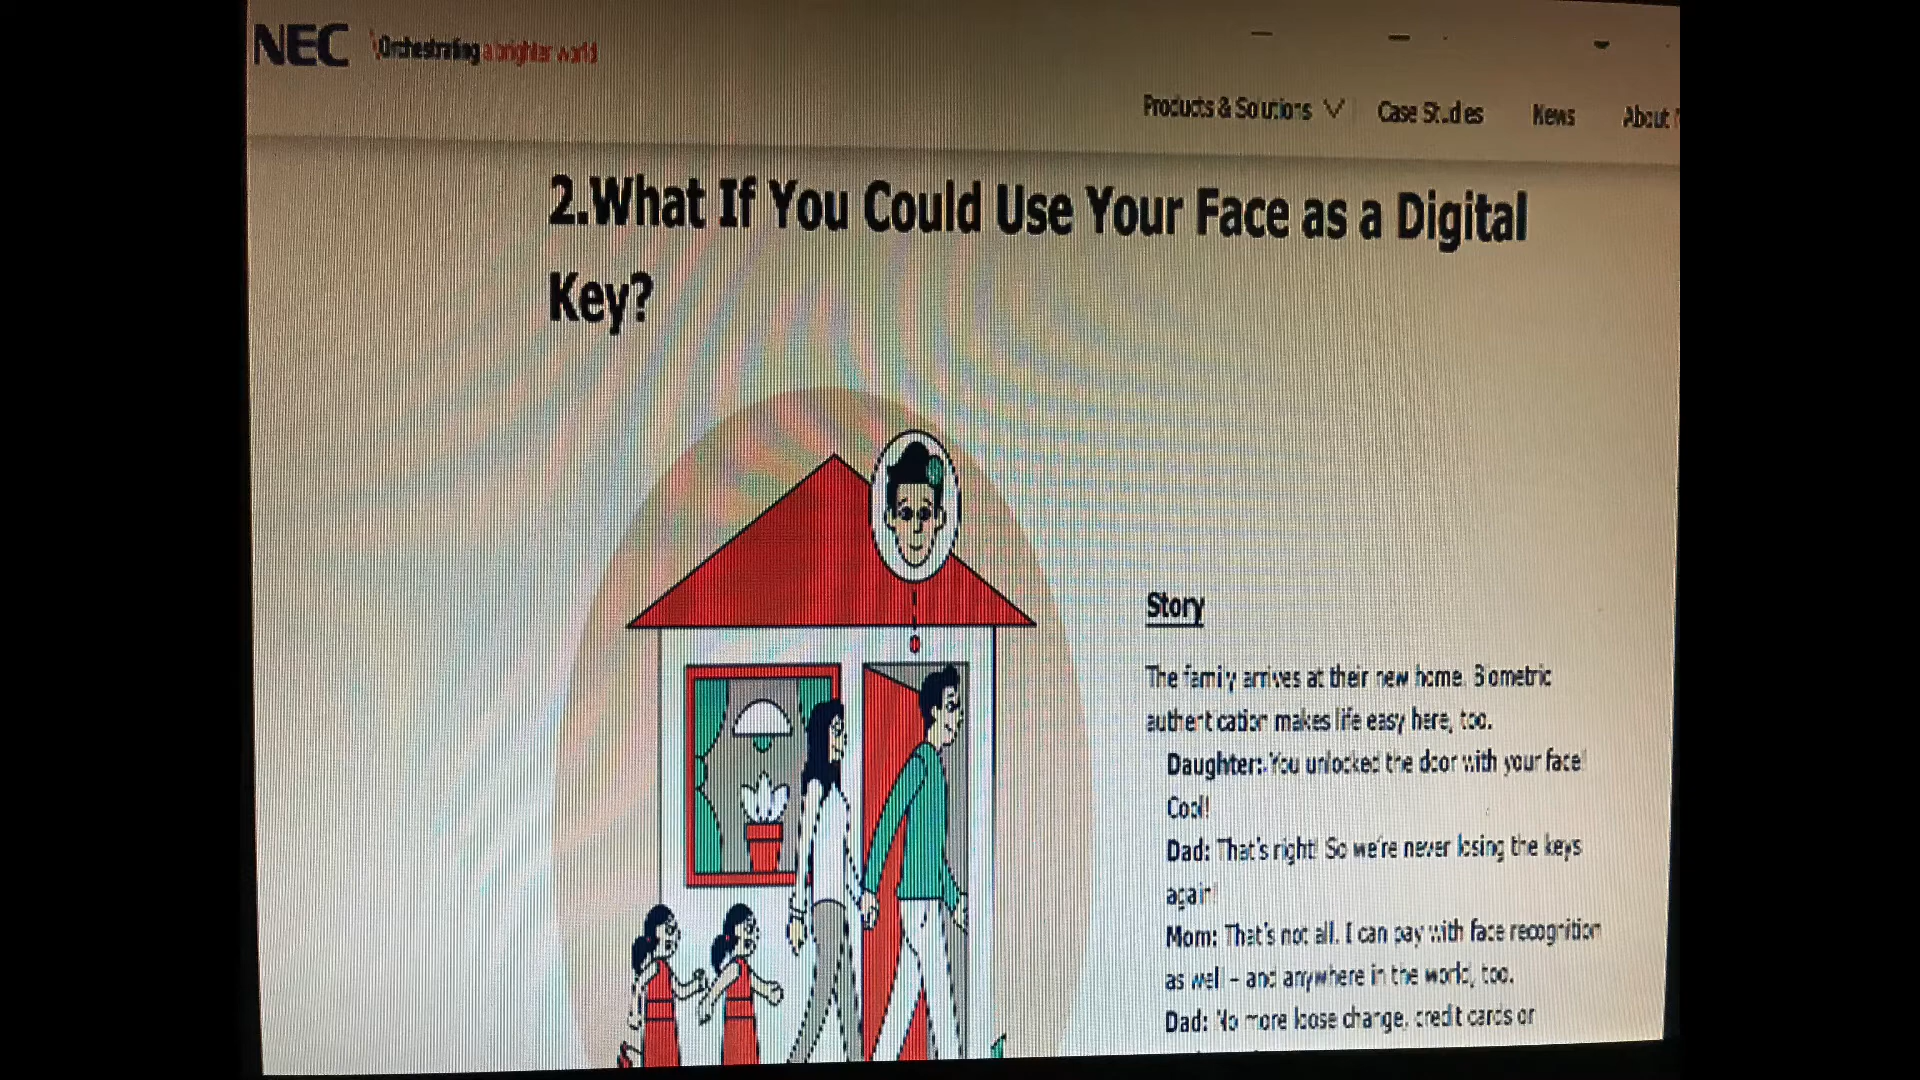 NEC \Orchestrating a brighter world
Products & Solutions Case Studies News About
2.What If You Could Use Your Face as a Digital
Key?
Story
The family arrives at their new home. Biometric
authentication makes life easy here, too.
Daughter: You unlocked the door with your face!
Cool!
Dad: That's right! So we're never losing the keys
again!
Mom: That's not all. I can pay with face recognition
as well – and anywhere in the world, too.
Dad: No more loose change, credit cards or